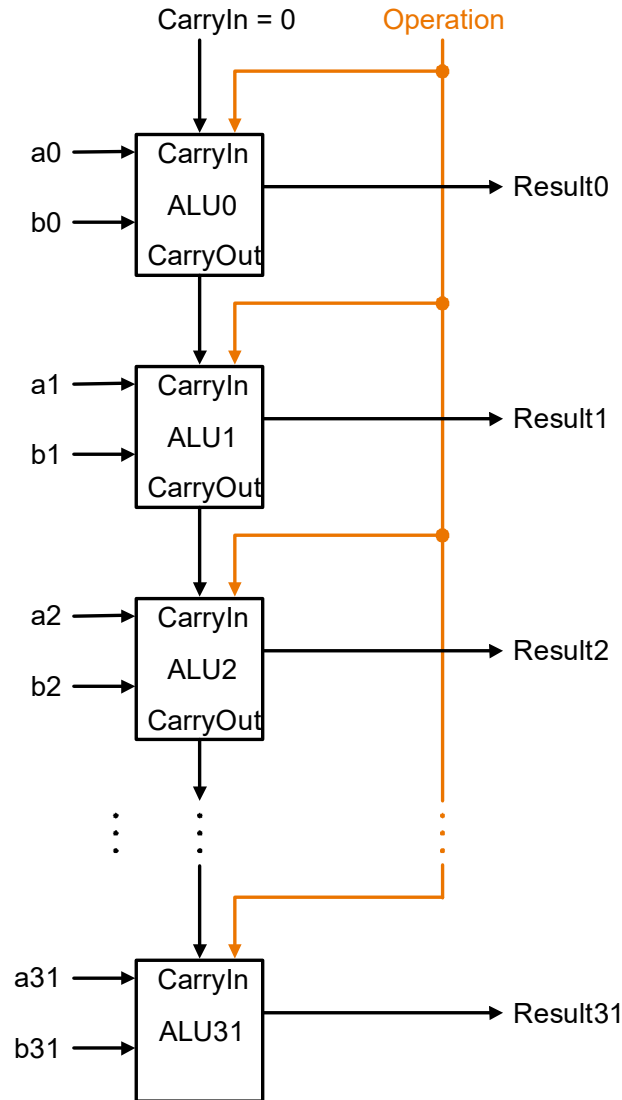 CarryIn = 0
Operation
a0
CarryIn
b0
ALU0
CarryOut
Result0
a1
CarryIn
b1
ALU1
CarryOut
Result1
a2
CarryIn
b2
ALU2
CarryOut
Result2
a31
CarryIn
b31
ALU31
Result31